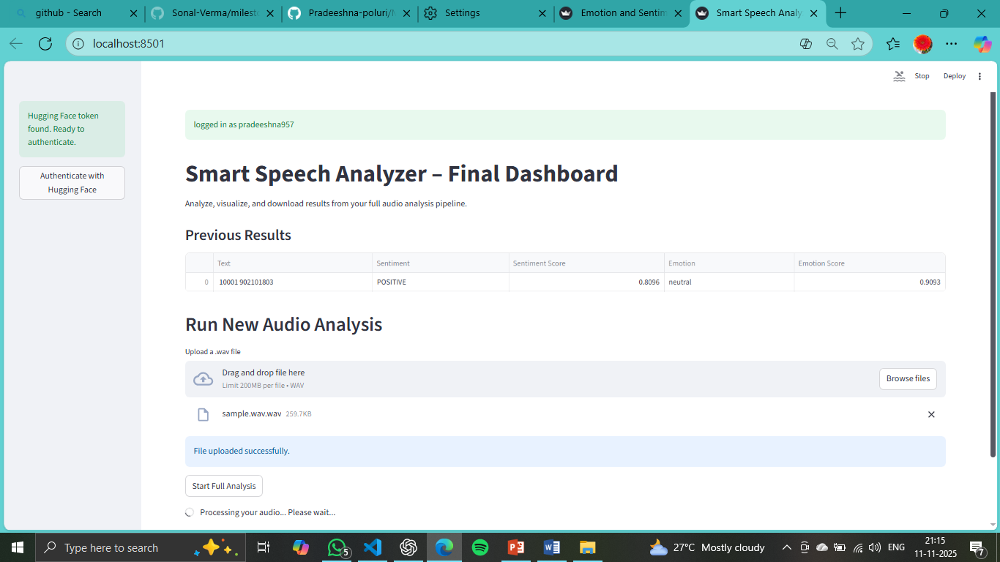 github - Search
Sonal-Verma/milest
Pradeeshna-poluri/
Settings
Emotion and Sentim
Smart Speech Analy
localhost:8501
Stop
Deploy
Hugging Face token
found. Ready to
authenticate.
Authenticate with
Hugging Face
logged in as pradeeshna957
Smart Speech Analyzer – Final Dashboard
Analyze, visualize, and download results from your full audio analysis pipeline.
Previous Results
Text Sentiment Sentiment Score Emotion Emotion Score
0 10001 902101803 POSITIVE 0.8096 neutral 0.9093
Run New Audio Analysis
Upload a .wav file
Drag and drop file here
Limit 200MB per file • WAV
Browse files
sample.wav.wav 259.7KB
File uploaded successfully.
Start Full Analysis
Processing your audio... Please wait...
Type here to search
5
27°C Mostly cloudy
ENG
21:15
11-11-2025
7